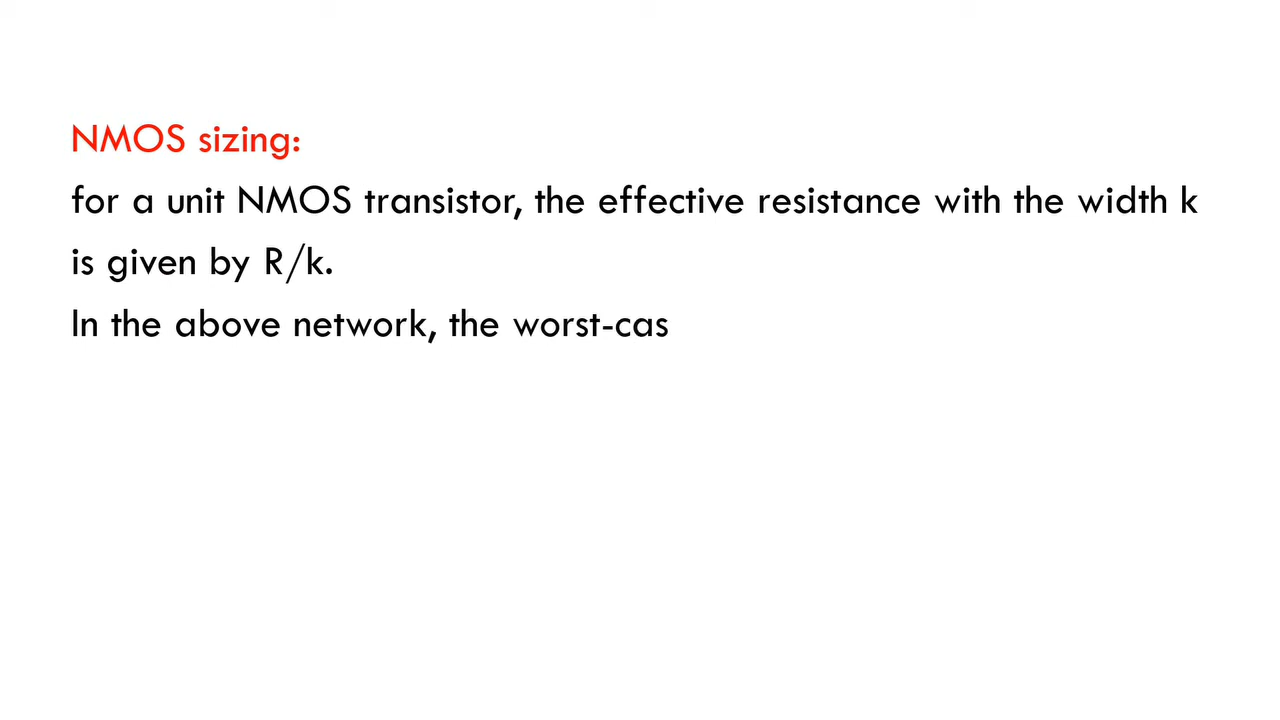 NMOS sizing:
for a unit NMOS transistor, the effective resistance with the width k
is given by R/k.
In the above network, the worst-cas